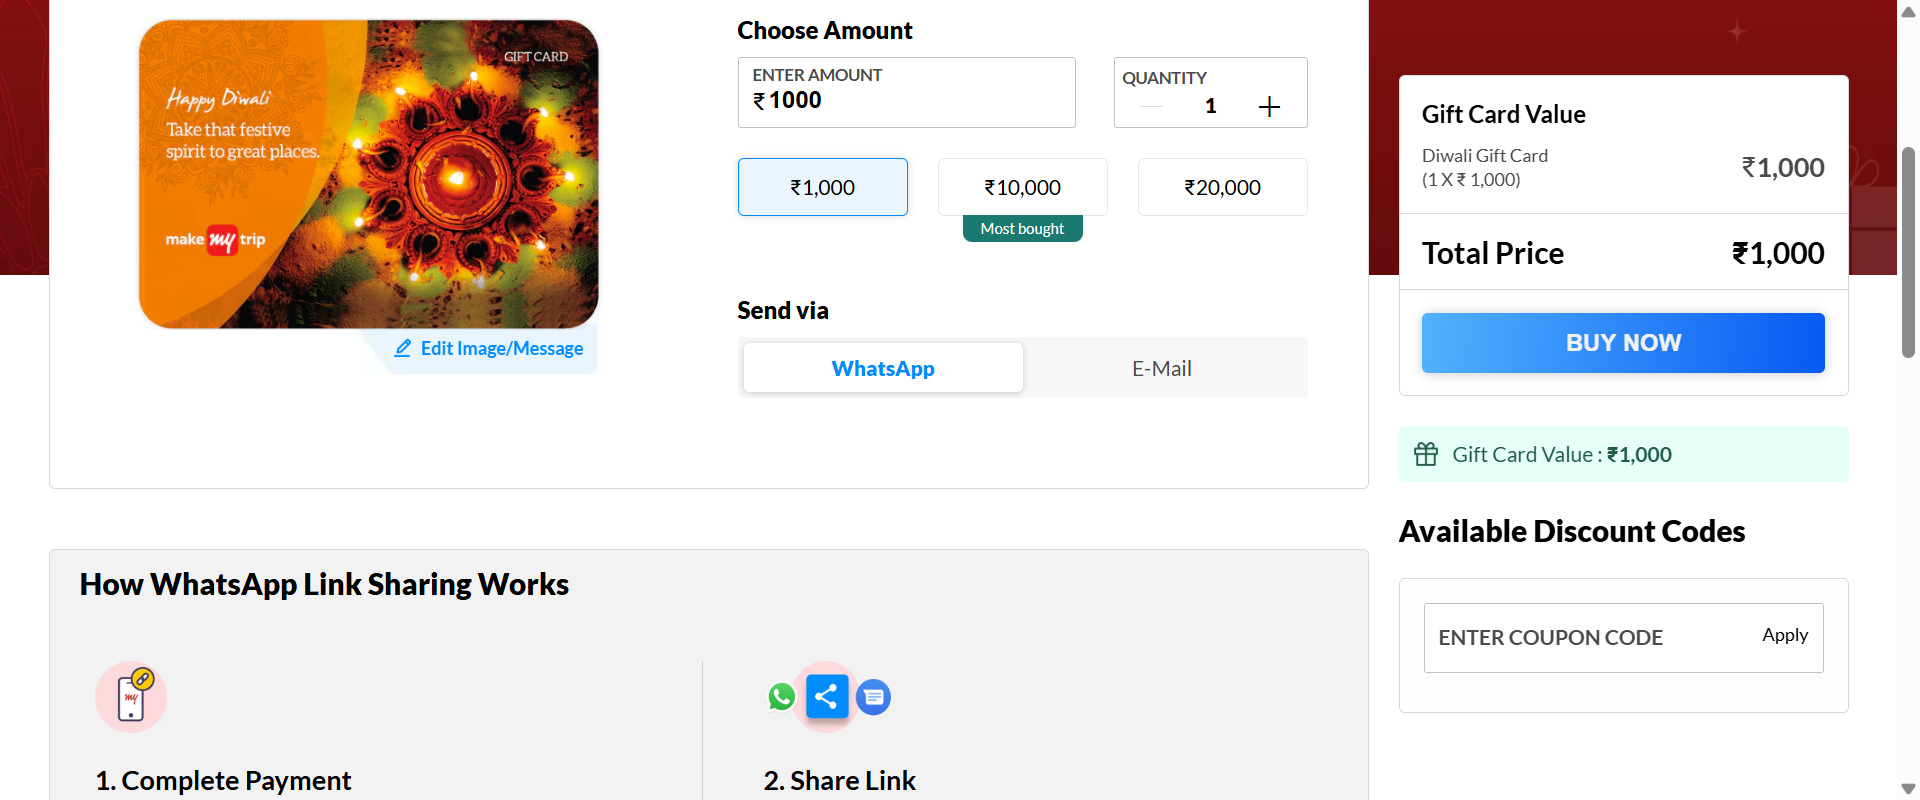 GIFT CARD
Happy Diwali
Take that festive
spirit to great places.
make my trip
Edit Image/Message
Choose Amount
ENTER AMOUNT
₹ 1000
QUANTITY
1
₹1,000
₹10,000
₹20,000
Most bought
Send via
WhatsApp
E-Mail
How WhatsApp Link Sharing Works
my
1. Complete Payment
2. Share Link
Gift Card Value
Diwali Gift Card
(1 X ₹ 1,000)
₹1,000
Total Price
₹1,000
BUY NOW
Gift Card Value : ₹1,000
Available Discount Codes
ENTER COUPON CODE
Apply